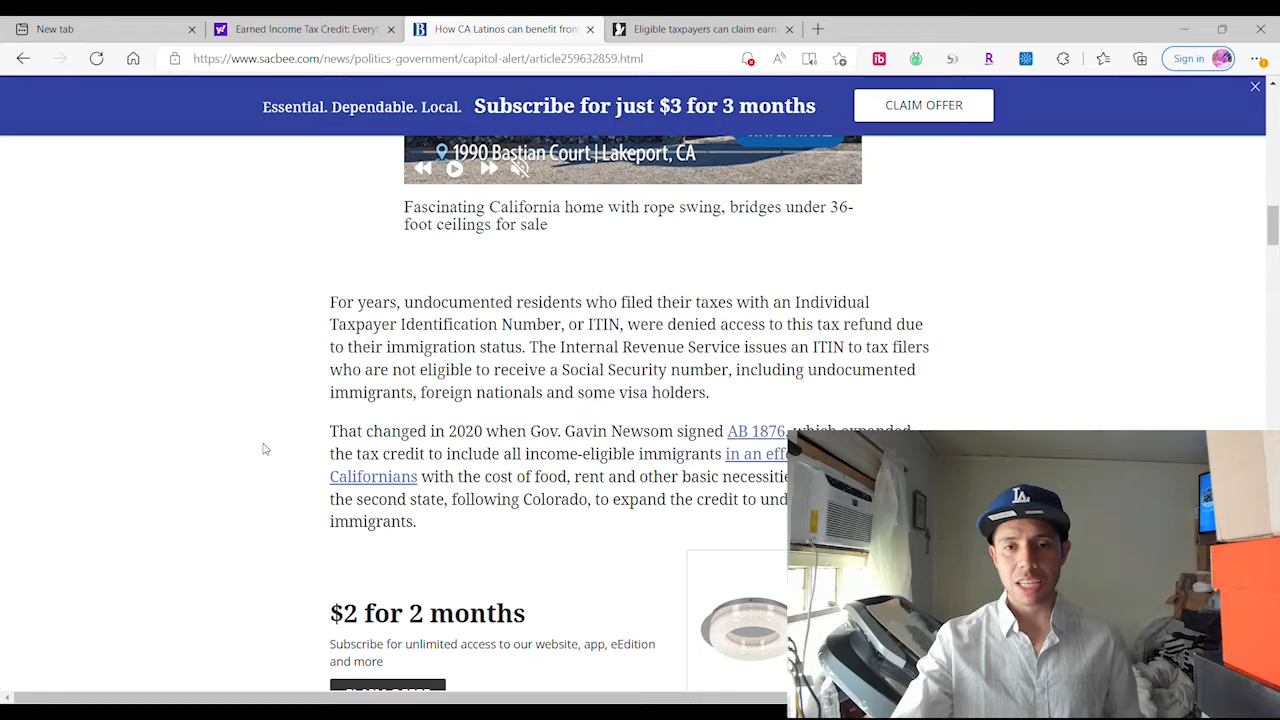 New tab
Earned Income Tax Credit: Every
How CA Latinos can benefit from
Eligible taxpayers can claim earn
http://www.sacbee.com/news/politics-government/capitol-alert/article259632859.html
Sign in
Essential. Dependable. Local. Subscribe for just $3 for 3 months CLAIM OFFER
1990 Bastian Court | Lakeport, CA
Fascinating California home with rope swing, bridges under 36-
foot ceilings for sale
For years, undocumented residents who filed their taxes with an Individual
Taxpayer Identification Number, or ITIN, were denied access to this tax refund due
to their immigration status. The Internal Revenue Service issues an ITIN to tax filers
who are not eligible to receive a Social Security number, including undocumented
immigrants, foreign nationals and some visa holders.
That changed in 2020 when Gov. Gavin Newsom signed AB 1876, which expanded
the tax credit to include all income-eligible immigrants in an eff
Californians with the cost of food, rent and other basic necessitie
the second state, following Colorado, to expand the credit to und
immigrants.
$2 for 2 months
Subscribe for unlimited access to our website, app, eEdition
and more
LA